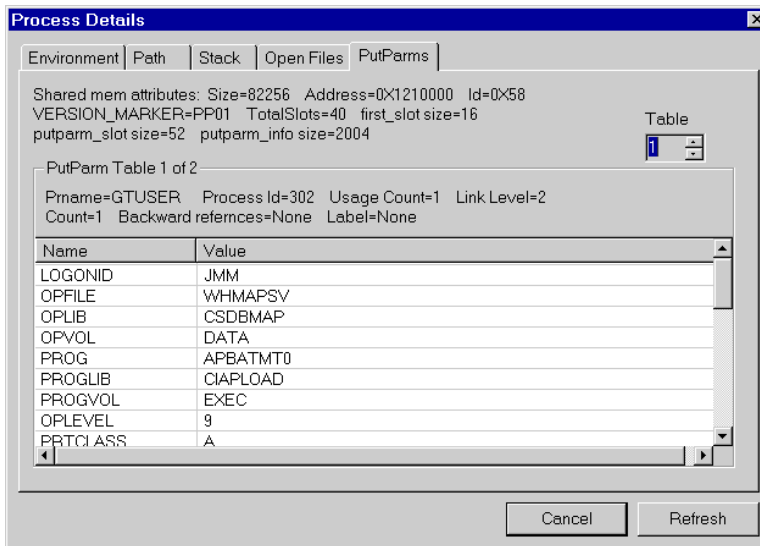 Process Details
Environment Path Stack Open Files PutParms
Shared mem attributes: Size=82256 Address=0X1210000 Id=0X58
VERSION_MARKER=PP01 TotalSlots=40 first_slot size=16
putparm_slot size=52 putparm_info size=2004
Table
1
PutParm Table 1 of 2
Prname=GTUSER Process Id=302 Usage Count=1 Link Level=2
Count=1 Backward refernces=None Label=None
Name Value
LOGONID JMM
OPFILE WHMAPSV
OPLIB CSDBMAP
OPVOL DATA
PROG APBATMT0
PROGLIB CIAPLOAD
PROGVOL EXEC
OPLEVEL 9
PRTCLASS A
Cancel Refresh